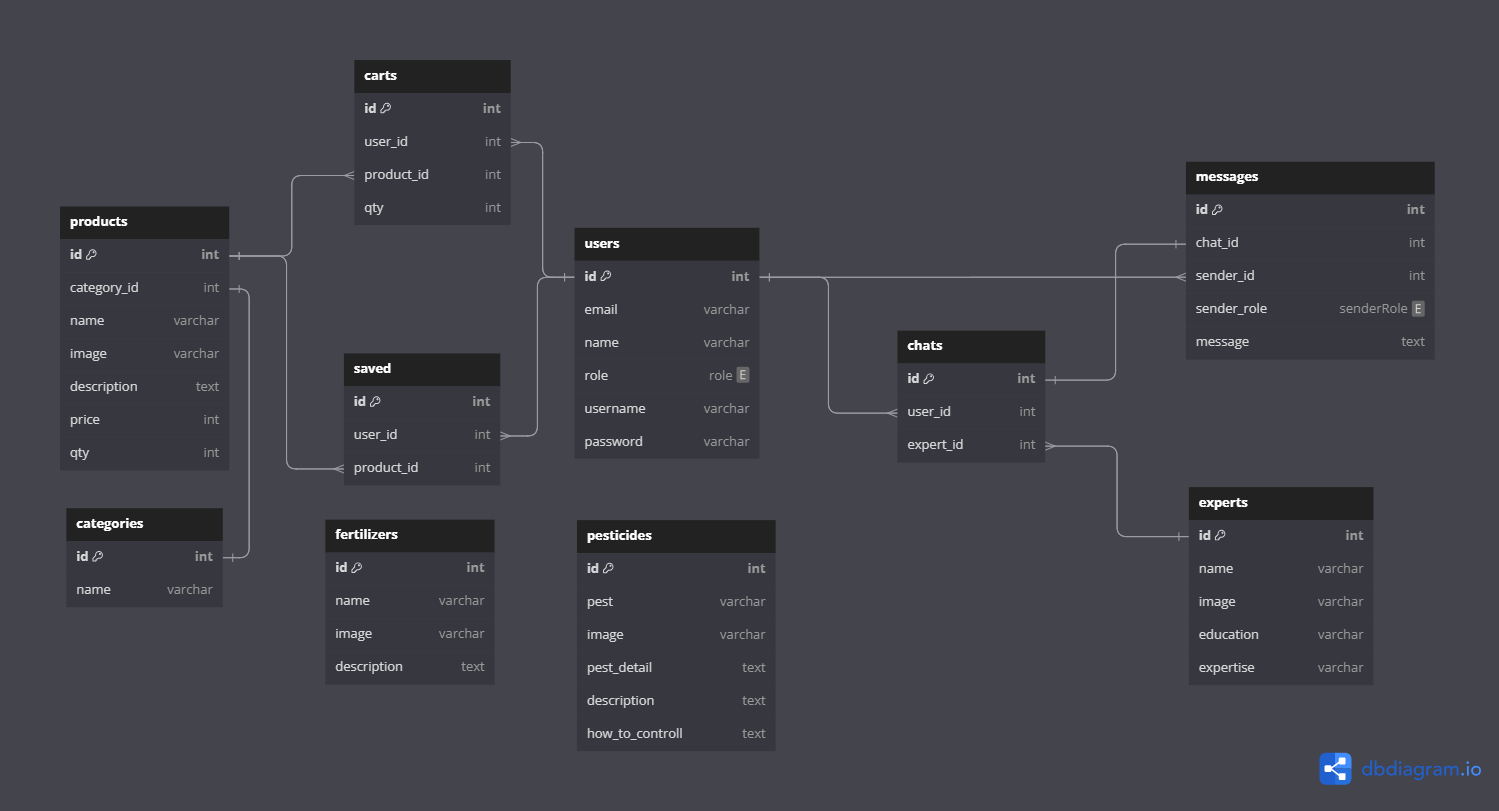 carts
id int
user_id int
product_id int
qty int
products
id int
category_id int
name varchar
image varchar
description text
price int
qty int
categories
id int
name varchar
saved
id int
user_id int
product_id int
fertilizers
id int
name varchar
image varchar
description text
users
id int
email varchar
name varchar
role role E
username varchar
password varchar
pesticides
id int
pest varchar
image varchar
pest_detail text
description text
how_to_controll text
chats
id int
user_id int
expert_id int
messages
id int
chat_id int
sender_id int
sender_role senderRole E
message text
experts
id int
name varchar
image varchar
education varchar
expertise varchar
dbdiagram.io